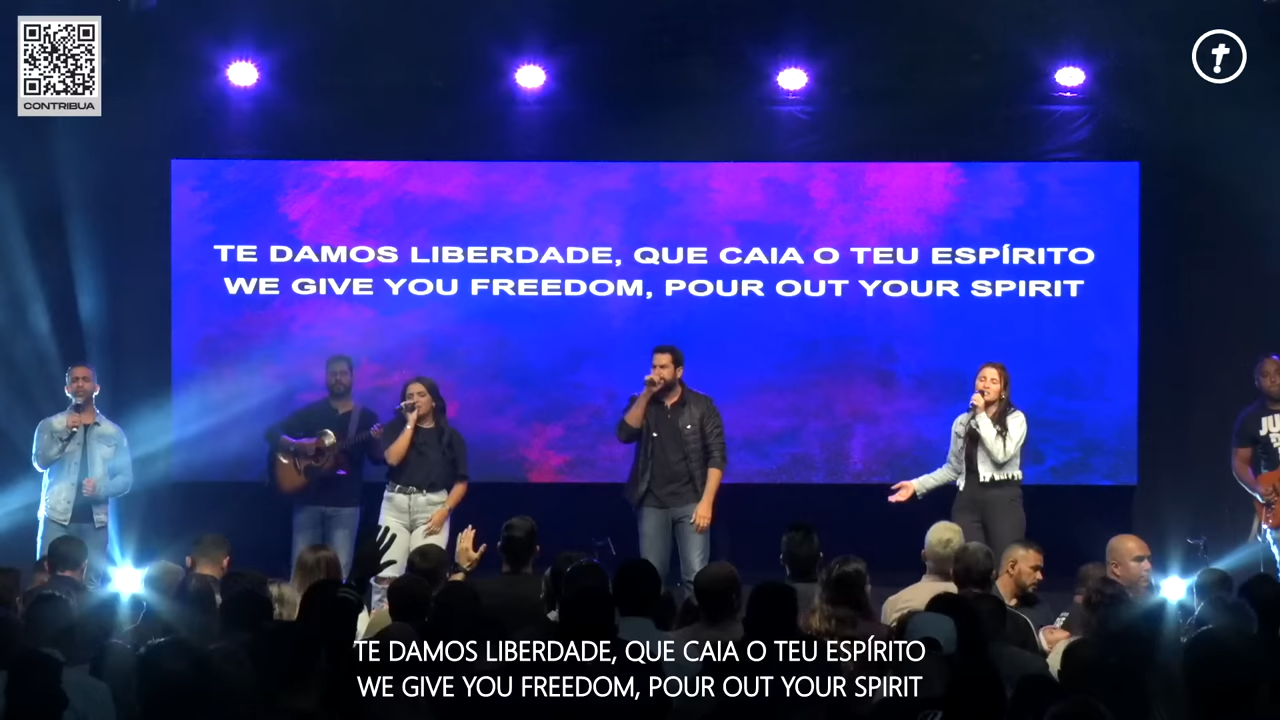 CONTRIBUA
TE DAMOS LIBERDADE, QUE CAIA O TEU ESPÍRITO
WE GIVE YOU FREEDOM, POUR OUT YOUR SPIRIT
TE DAMOS LIBERDADE, QUE CAIA O TEU ESPÍRITO
WE GIVE YOU FREEDOM, POUR OUT YOUR SPIRIT